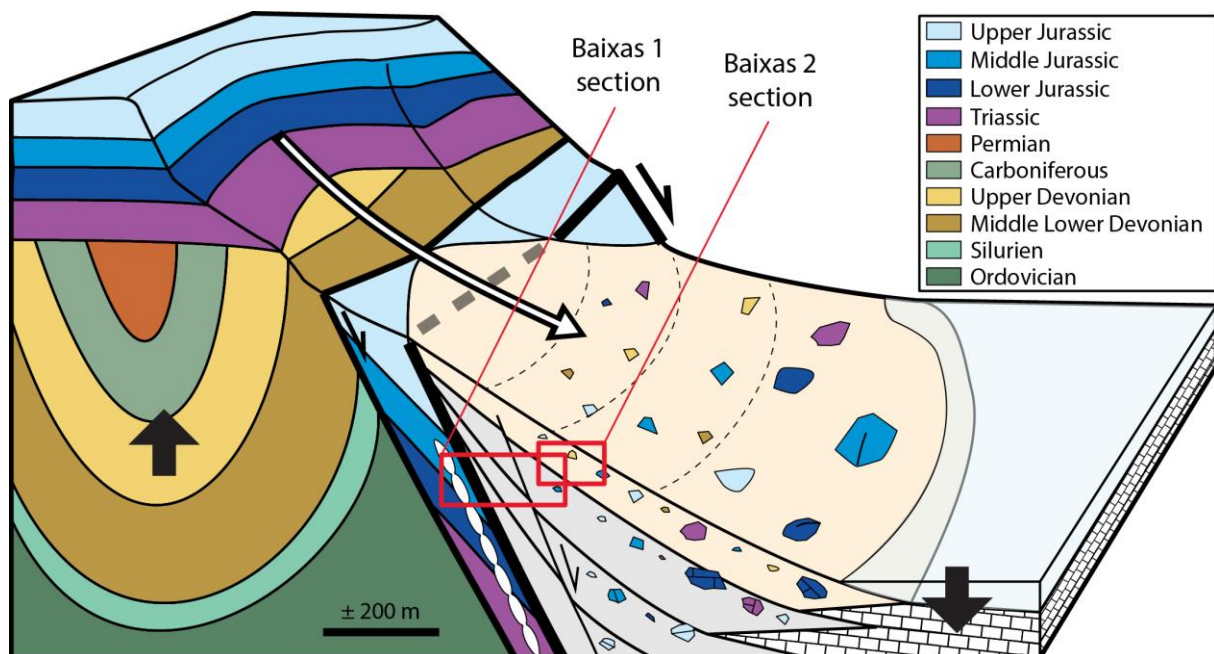 Baixas 1
section
Baixas 2
section
Upper Jurassic
Middle Jurassic
Lower Jurassic
Triassic
Permian
Carboniferous
Upper Devonian
Middle Lower Devonian
Silurien
Ordovician
± 200 m